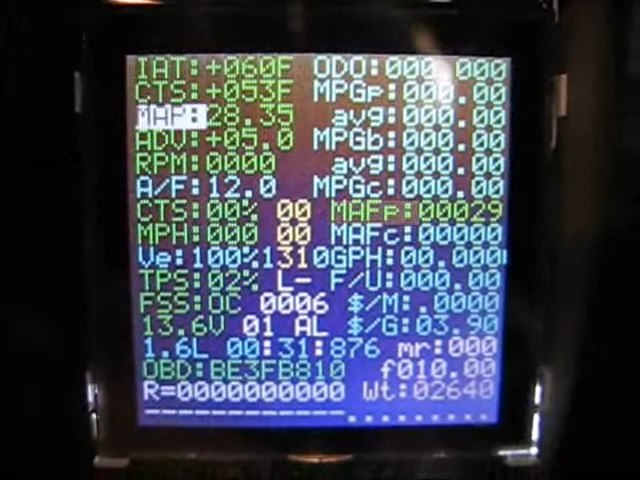 IAT:+060F ODO:000.000
CTS:+053F MPGp:000.00
MAP:28.35 avg:000.00
ADV:+05.0 MPGb:000.00
RPM:0000 avg:000.00
A/F:12.0 MPGc:000.00
CTS:00% 00 MAFp:00029
MPH:000 00 MAFc:00000
Ve:100%1310GPH:00.000
TPS:02% L- F/U:000.00
FSS:OC 0006 $/M:.0000
13.6V 01 AL $/G:03.90
1.6L 00:31:876 mr:000
OBD:BE3FB810 f010.00
R=0000000000 Wt:02640